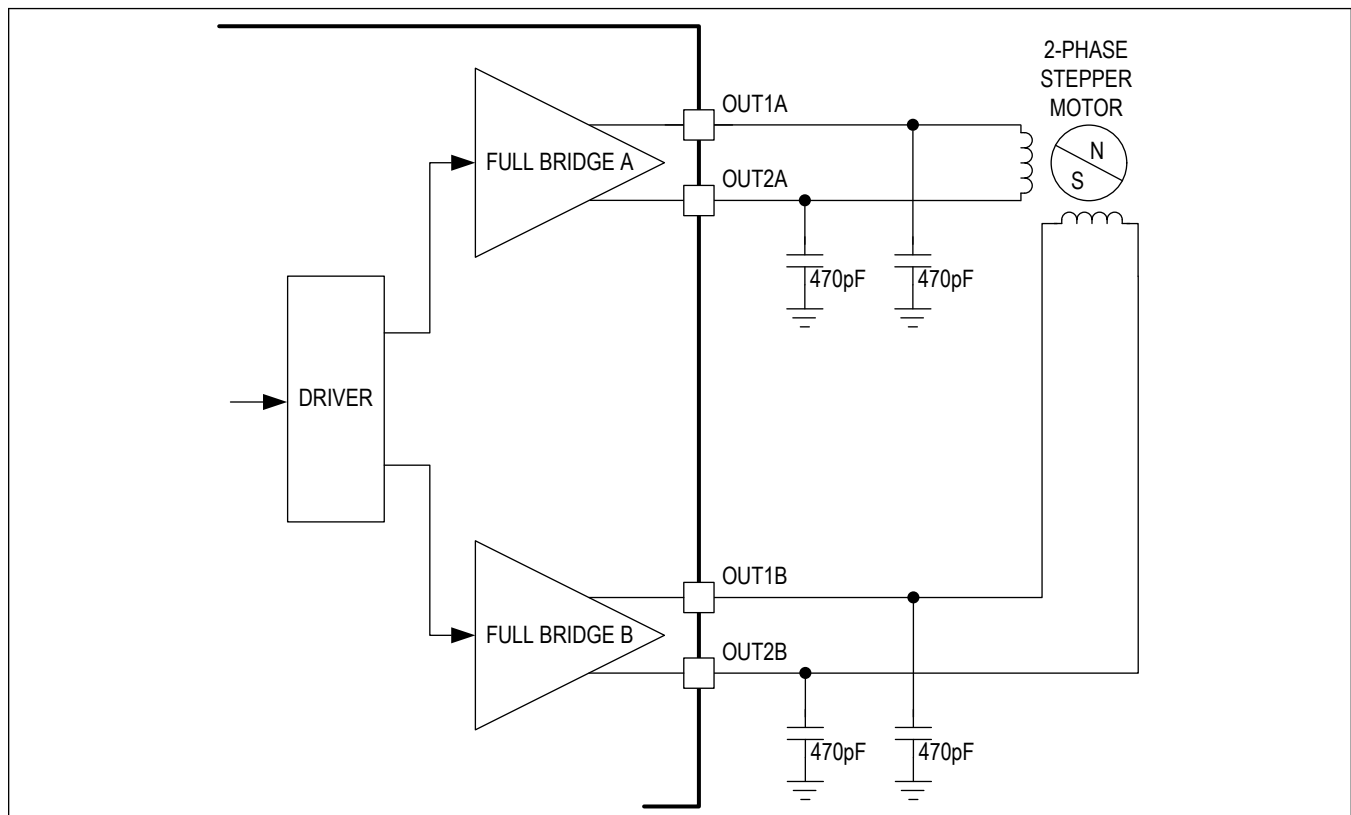 2-PHASE
STEPPER
MOTOR
OUT1A
FULL BRIDGE A
N
S
OUT2A
470pF
470pF
DRIVER
OUT1B
FULL BRIDGE B
OUT2B
470pF
470pF